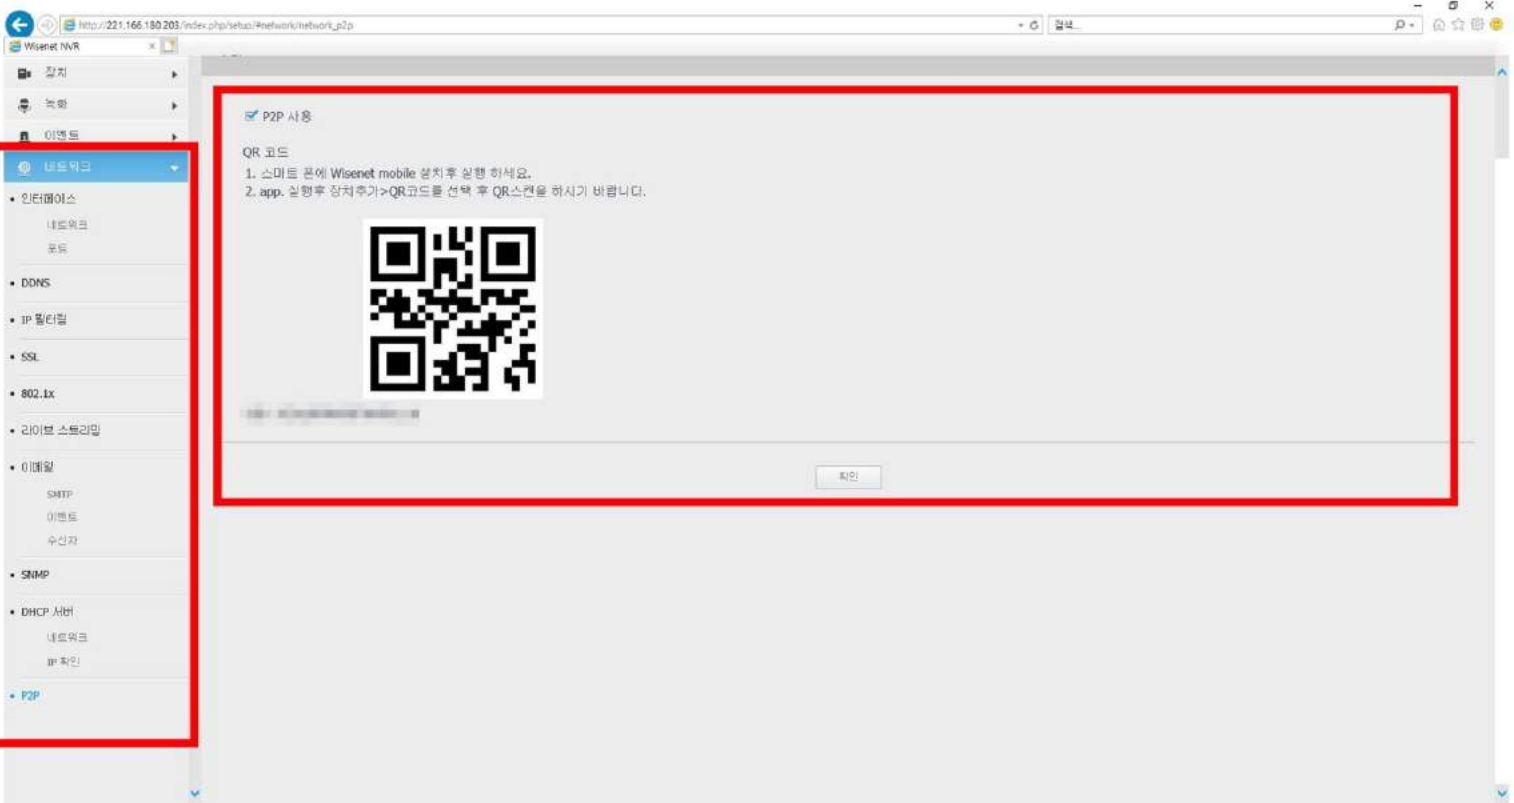 http://221.166.180.203/index.php/setup/#network/network_p2p
검색...
Wisenet NVR
장치
녹화
이벤트
네트워크
인터페이스
네트워크
포트
DDNS
IP 필터링
SSL
802.1x
라이브 스트리밍
이메일
SMTP
이벤트
수신자
SNMP
DHCP 서버
네트워크
IP 확인
P2P
P2P 사용
QR 코드
1. 스마트 폰에 Wisenet mobile 설치후 실행 하세요.
2. app. 실행후 장치추가>QR코드를 선택 후 QR스캔을 하시기 바랍니다.
확인